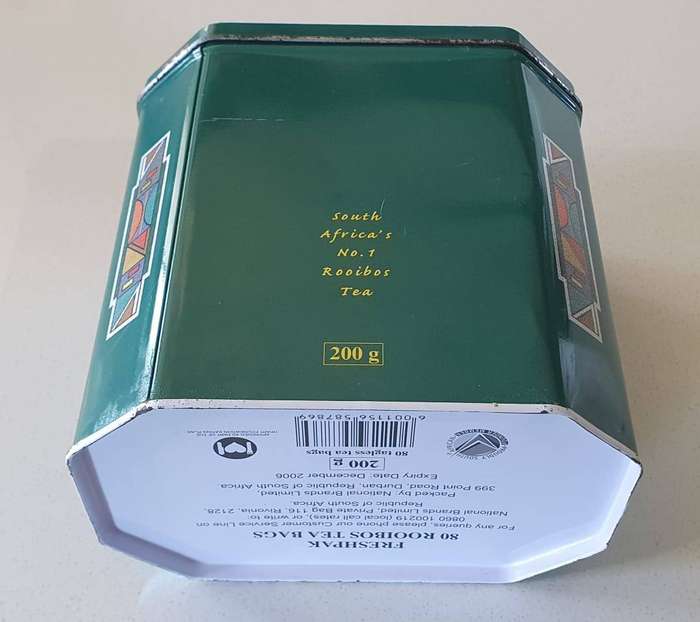 South
Africa's
No.1
Rooibos
Tea
200 g
FRESHPAK
80 ROOIBOS TEA BAGS
For any queries, please phone our Customer Service Line on
0860 100219 (local call rates), or write to
National Brands Limited, Private Bag 116, Rivonia, 2128,
Republic of South Africa.
Packed by, National Brands Limited,
399 Point Road, Durban, Republic of South Africa
Expiry Date: December 2006
200 g
80 tagless tea bags
6 001156 587869